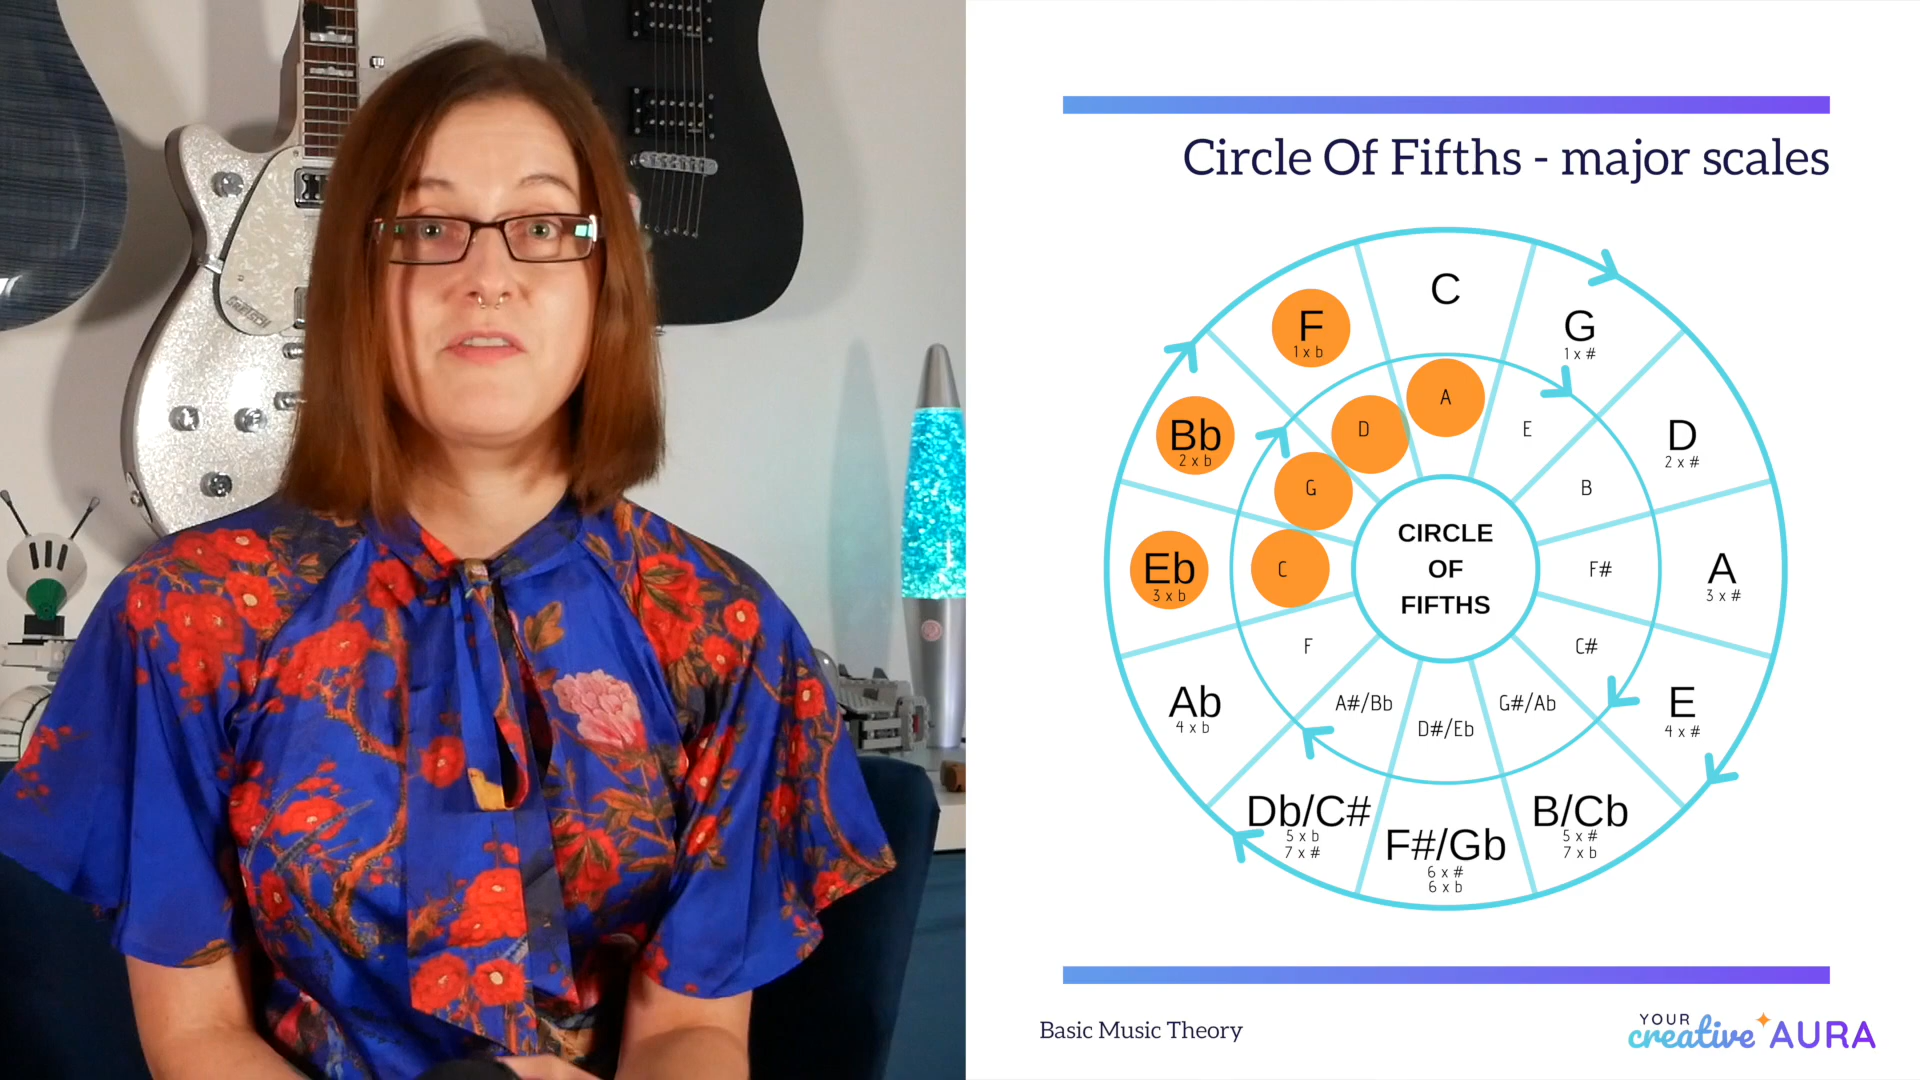 GRETSCH
Circle Of Fifths - major scales
C
G
1 x #
D
2 x #
A
3 x #
E
4 x #
B/Cb
5 x #
7 x b
F#/Gb
6 x #
6 x b
Db/C#
5 x b
7 x #
Ab
4 x b
Eb
3 x b
Bb
2 x b
F
1 x b
A
E
B
F#
C#
G#/Ab
D#/Eb
A#/Bb
F
C
G
D
CIRCLE
OF
FIFTHS
Basic Music Theory
YOUR
creative AURA